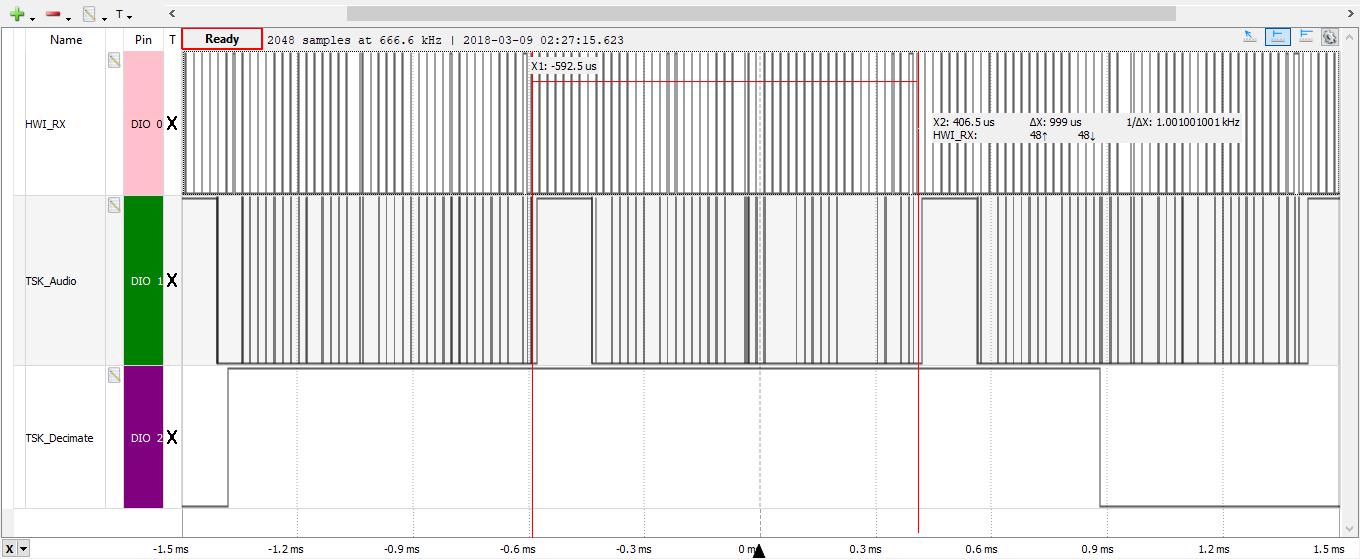 T
Name Pin T Ready 2048 samples at 666.6 kHz | 2018-03-09 02:27:15.623
X1: -592.5 us
HWI_RX DIO 0 X
X2: 406.5 us ΔX: 999 us 1/ΔX: 1.001001001 kHz
HWI_RX: 48↑ 48↓
TSK_Audio DIO 1 X
TSK_Decimate DIO 2 X
X -1.5 ms -1.2 ms -0.9 ms -0.6 ms -0.3 ms 0 ms 0.3 ms 0.6 ms 0.9 ms 1.2 ms 1.5 ms